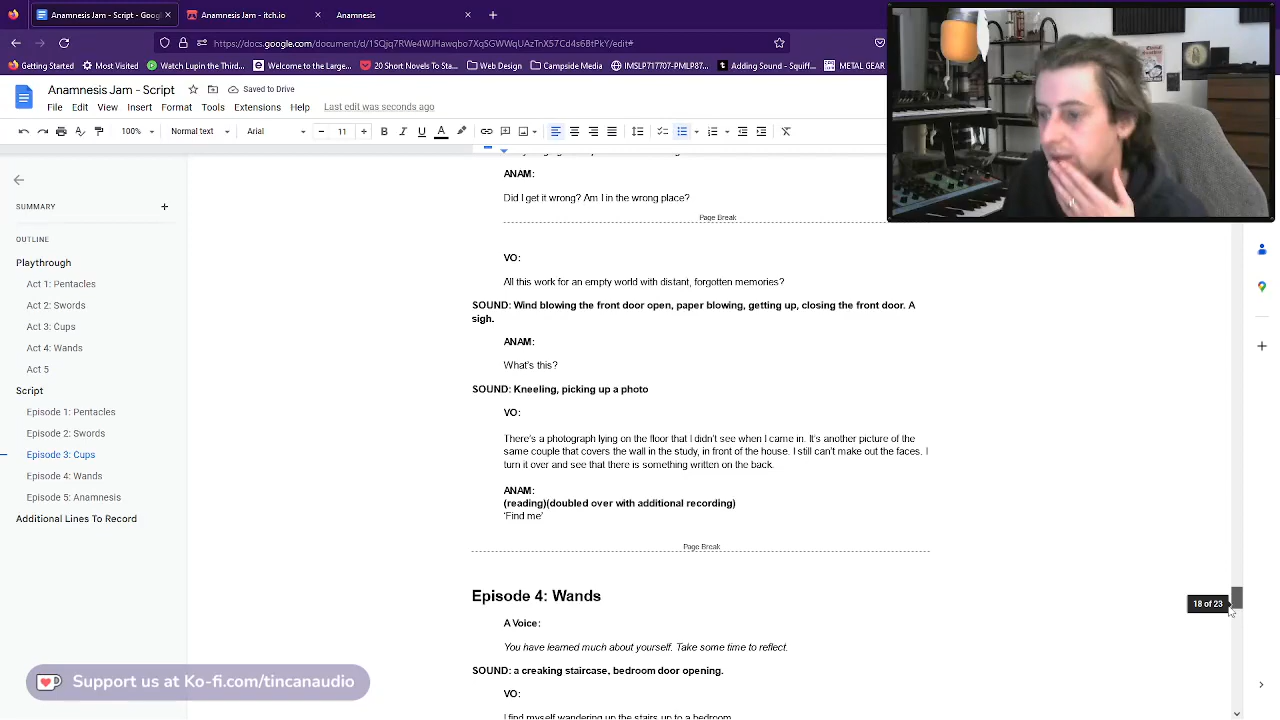 Anamnesis Jam - Script - Goog
Anamnesis Jam - itch.io
Anamnesis
https://docs.google.com/document/d/1SQjq7RWe4WJHawqbo7XqSGWWqUAzTnXS7Cd4s6BtPkY/edit#
Getting Started
Most Visited
Watch Lupin the Third...
Welcome to the Large...
20 Short Novels To S...
Web Design
Campside Media
IMSLP717707-PMLP87...
Adding Sound - Squiff...
METAL GEAR
Anamnesis Jam - Script
Saved to Drive
File Edit View Insert Format Tools Extensions Help
Last edit was seconds ago
100%
Normal text
Arial
11
SUMMARY
OUTLINE
Playthrough
Act 1: Pentacles
Act 2: Swords
Act 3: Cups
Act 4: Wands
Act 5
Script
Episode 1: Pentacles
Episode 2: Swords
Episode 3: Cups
Episode 4: Wands
Episode 5: Anamnesis
Additional Lines To Record
ANAM:
Did I get it wrong? Am I in the wrong place?
Page Break
VO:
All this work for an empty world with distant, forgotten memories?
SOUND: Wind blowing the front door open, paper blowing, getting up, closing the front door. A
sigh.
ANAM:
What's this?
SOUND: Kneeling, picking up a photo
VO:
There's a photograph lying on the floor that I didn't see when I came in. It's another picture of the
same couple that covers the wall in the study, in front of the house. I still can't make out the faces. I
turn it over and see that there is something written on the back.
ANAM:
(reading)(doubled over with additional recording)
'Find me'
Page Break
Episode 4: Wands
A Voice:
You have learned much about yourself. Take some time to reflect.
SOUND: a creaking staircase, bedroom door opening.
VO:
I find myself wandering up the stairs up to a bedroom
18 of 23
Support us at Ko-fi.com/tincanaudio